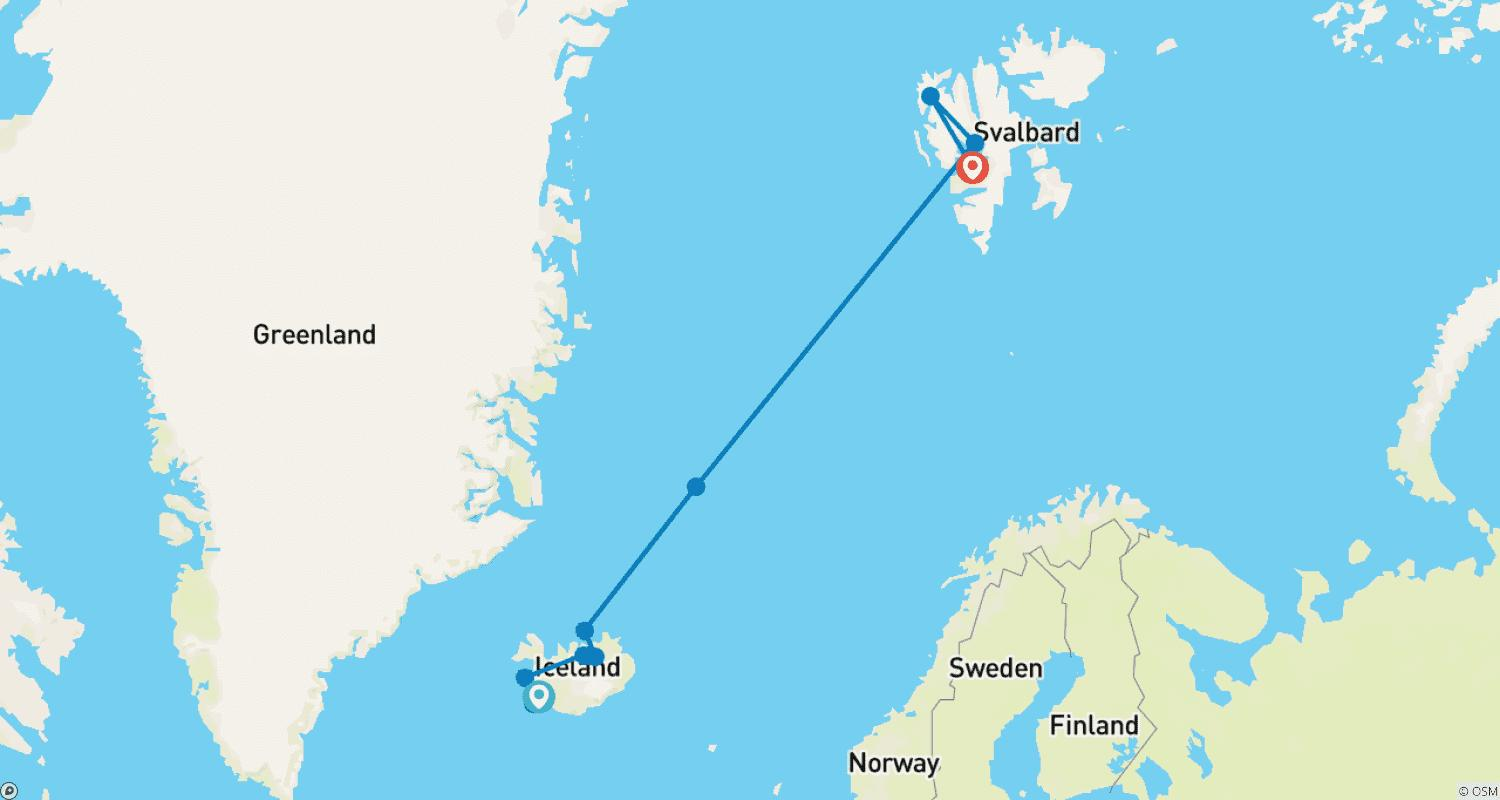 Svalbard
Greenland
Iceland
Sweden
Finland
Norway
© OSM